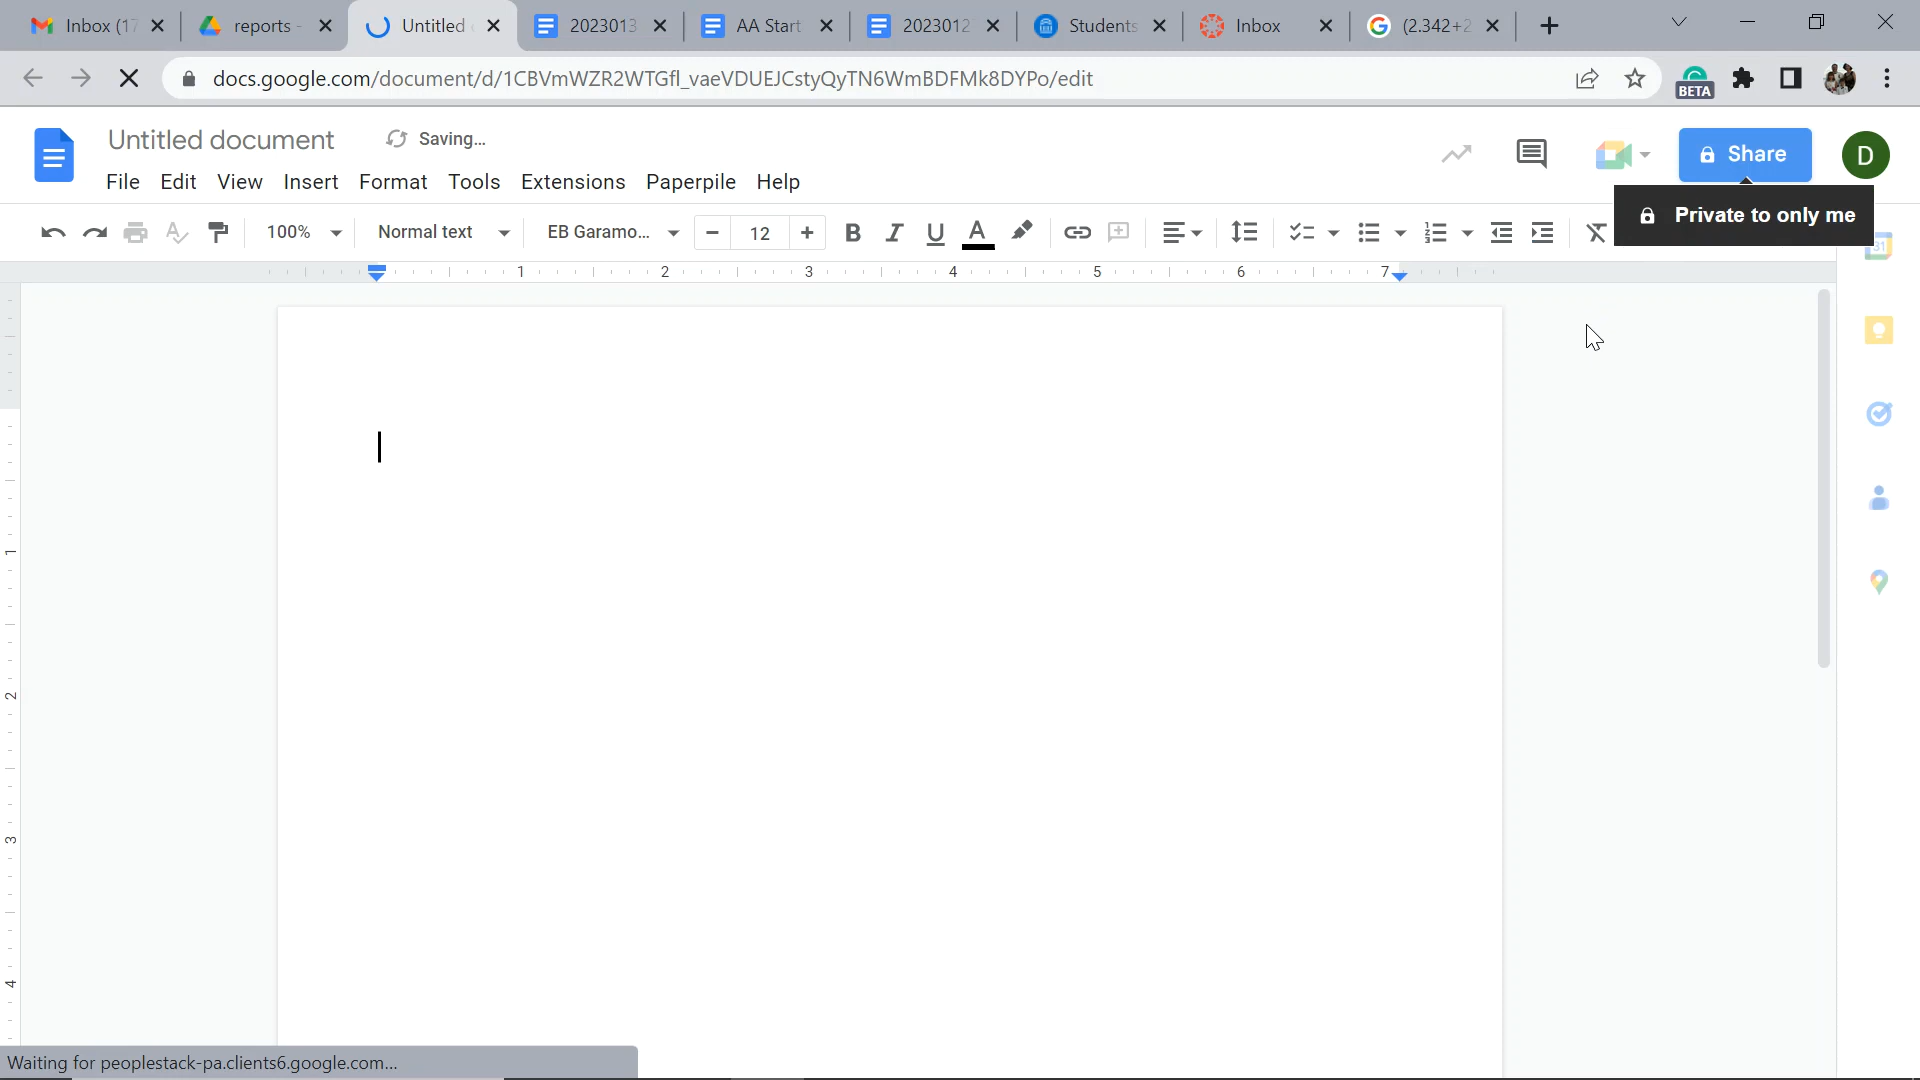 Inbox (17
reports -
Untitled
2023013
AA Start
2023012
Students
Inbox
(2.342+2
docs.google.com/document/d/1CBVmWZR2WTGfl_vaeVDUEJCstyQyTN6WmBDFMk8DYPo/edit
BETA
Untitled document
Saving...
Share
D
File Edit View Insert Format Tools Extensions Paperpile Help
Private to only me
100%
Normal text
EB Garamo...
12
B I U A
31
1 2 3 4 5 6 7
1
2
3
4
Waiting for peoplestack-pa.clients6.google.com...